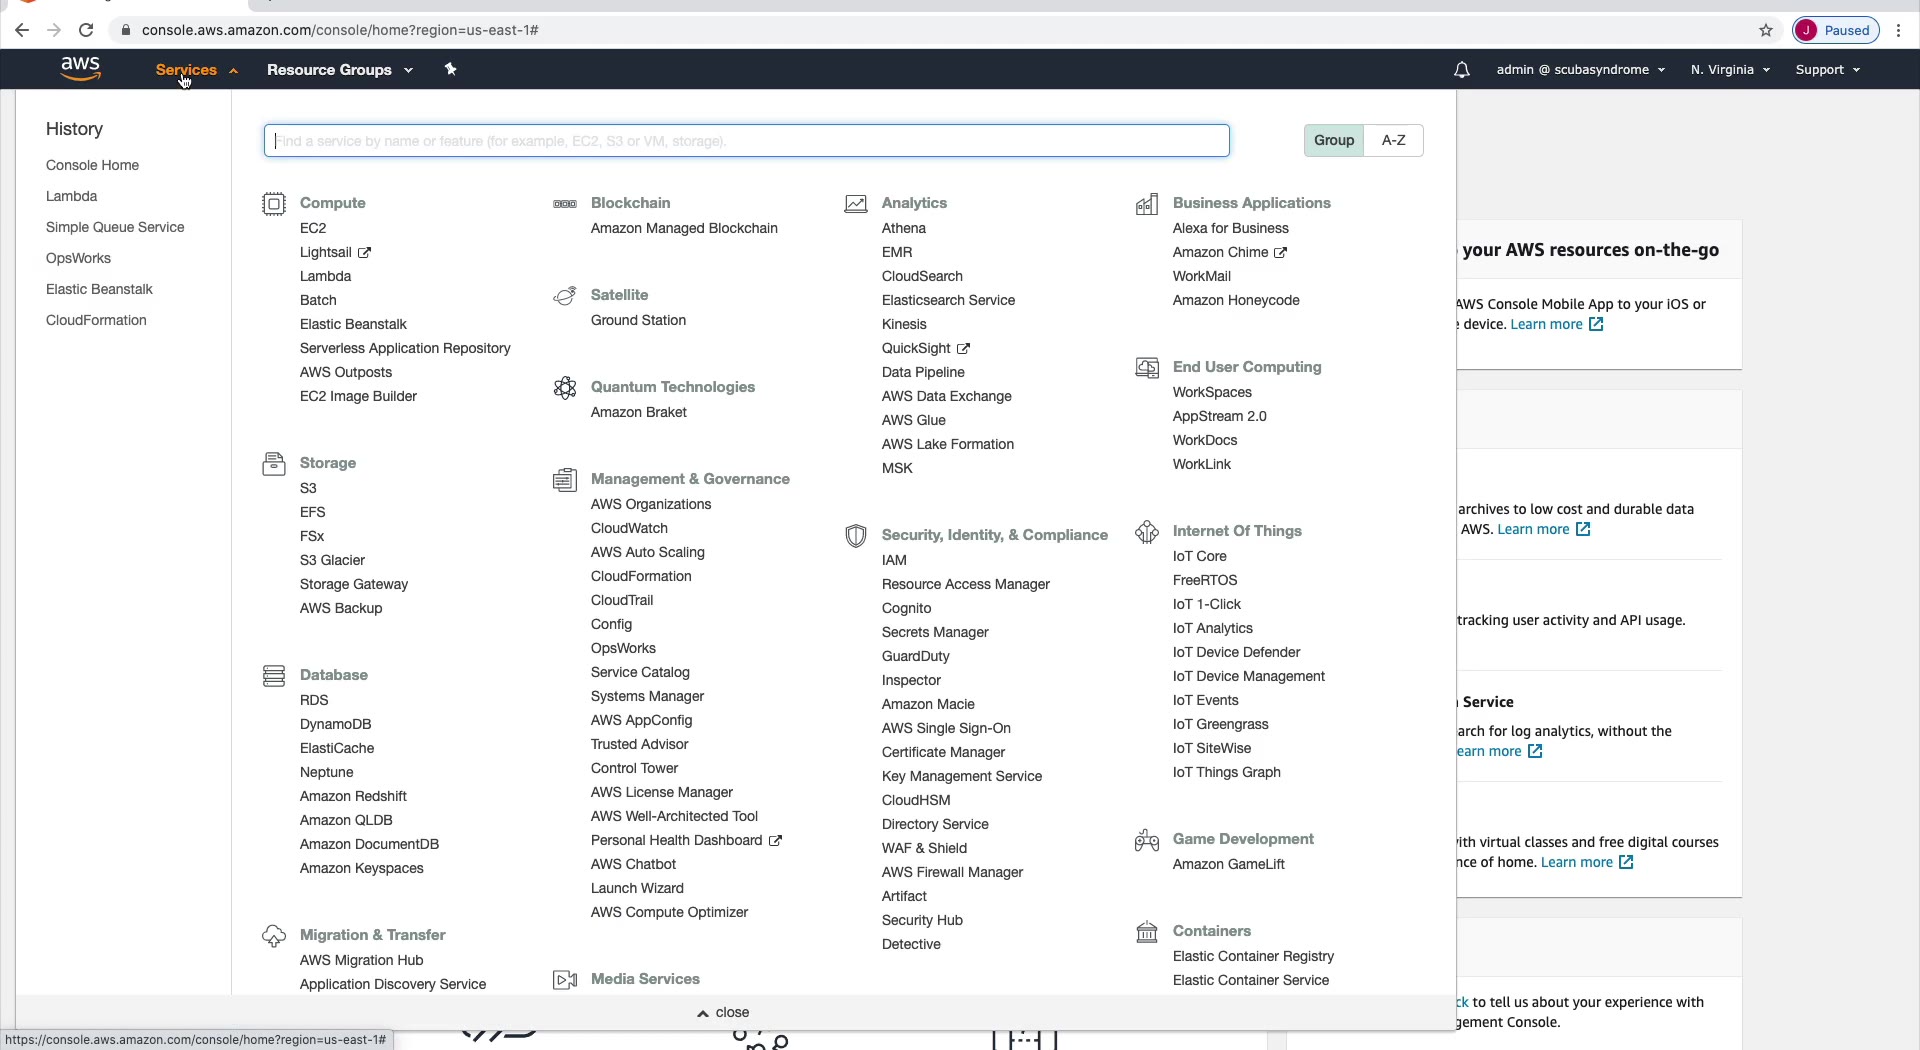 console.aws.amazon.com/console/home?region=us-east-1#
J Paused
aws Services Resource Groups admin @ scubasyndrome N. Virginia Support
History
Console Home
Lambda
Simple Queue Service
OpsWorks
Elastic Beanstalk
CloudFormation
Find a service by name or feature (for example, EC2, S3 or VM, storage).
Group A-Z
Compute
EC2
Lightsail
Lambda
Batch
Elastic Beanstalk
Serverless Application Repository
AWS Outposts
EC2 Image Builder
Storage
S3
EFS
FSx
S3 Glacier
Storage Gateway
AWS Backup
Database
RDS
DynamoDB
ElastiCache
Neptune
Amazon Redshift
Amazon QLDB
Amazon DocumentDB
Amazon Keyspaces
Migration & Transfer
AWS Migration Hub
Application Discovery Service
Blockchain
Amazon Managed Blockchain
Satellite
Ground Station
Quantum Technologies
Amazon Braket
Management & Governance
AWS Organizations
CloudWatch
AWS Auto Scaling
CloudFormation
CloudTrail
Config
OpsWorks
Service Catalog
Systems Manager
AWS AppConfig
Trusted Advisor
Control Tower
AWS License Manager
AWS Well-Architected Tool
Personal Health Dashboard
AWS Chatbot
Launch Wizard
AWS Compute Optimizer
Media Services
Analytics
Athena
EMR
CloudSearch
Elasticsearch Service
Kinesis
QuickSight
Data Pipeline
AWS Data Exchange
AWS Glue
AWS Lake Formation
MSK
Security, Identity, & Compliance
IAM
Resource Access Manager
Cognito
Secrets Manager
GuardDuty
Inspector
Amazon Macie
AWS Single Sign-On
Certificate Manager
Key Management Service
CloudHSM
Directory Service
WAF & Shield
AWS Firewall Manager
Artifact
Security Hub
Detective
Business Applications
Alexa for Business
Amazon Chime
WorkMail
Amazon Honeycode
End User Computing
WorkSpaces
AppStream 2.0
WorkDocs
WorkLink
Internet Of Things
IoT Core
FreeRTOS
IoT 1-Click
IoT Analytics
IoT Device Defender
IoT Device Management
IoT Events
IoT Greengrass
IoT SiteWise
IoT Things Graph
Game Development
Amazon GameLift
Containers
Elastic Container Registry
Elastic Container Service
close
your AWS resources on-the-go
AWS Console Mobile App to your iOS or
device. Learn more
archives to low cost and durable data
AWS. Learn more
tracking user activity and API usage.
Service
arch for log analytics, without the
earn more
ith virtual classes and free digital courses
nce of home. Learn more
ck to tell us about your experience with
gement Console.
https://console.aws.amazon.com/console/home?region=us-east-1#